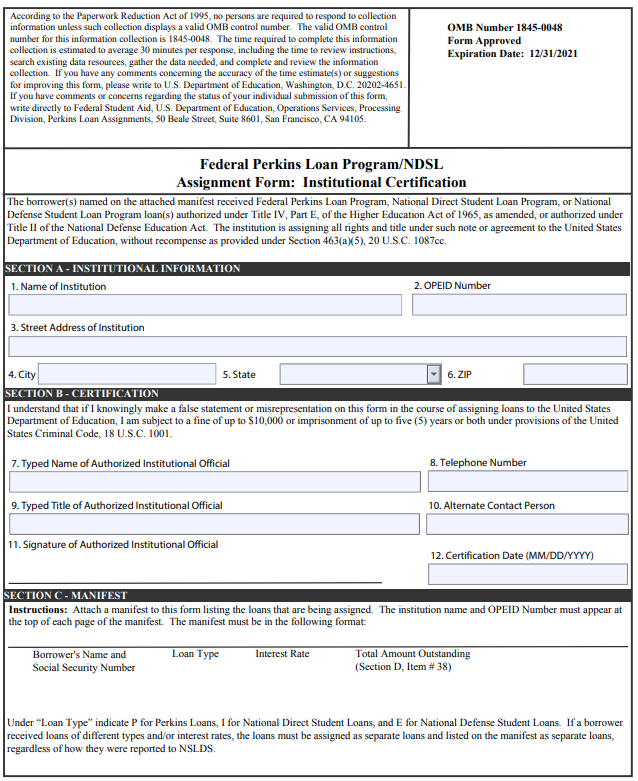 According to the Paperwork Reduction Act of 1995, no persons are required to respond to collection
information unless such collection displays a valid OMB control number. The valid OMB control
number for this information collection is 1845-0048. The time required to complete this information
collection is estimated to average 30 minutes per response, including the time to review instructions,
search existing data resources, gather the data needed, and complete and review the information
collection. If you have any comments concerning the accuracy of the time estimate(s) or suggestions
for improving this form, please write to U.S. Department of Education, Washington, D.C. 20202-4651.
If you have comments or concerns regarding the status of your individual submission of this form,
write directly to Federal Student Aid, U.S. Department of Education, Operations Services, Processing
Division, Perkins Loan Assignments, 50 Beale Street, Suite 8601, San Francisco, CA 94105.
OMB Number 1845-0048
Form Approved
Expiration Date: 12/31/2021
Federal Perkins Loan Program/NDSL
Assignment Form: Institutional Certification
The borrower(s) named on the attached manifest received Federal Perkins Loan Program, National Direct Student Loan Program, or National
Defense Student Loan Program loan(s) authorized under Title IV, Part E, of the Higher Education Act of 1965, as amended, or authorized under
Title II of the National Defense Education Act. The institution is assigning all rights and title under such note or agreement to the United States
Department of Education, without recompense as provided under Section 463(a)(5), 20 U.S.C. 1087cc.
SECTION A - INSTITUTIONAL INFORMATION
1. Name of Institution
2. OPEID Number
3. Street Address of Institution
4. City
5. State
6. ZIP
SECTION B - CERTIFICATION
I understand that if I knowingly make a false statement or misrepresentation on this form in the course of assigning loans to the United States
Department of Education, I am subject to a fine of up to $10,000 or imprisonment of up to five (5) years or both under provisions of the United
States Criminal Code, 18 U.S.C. 1001.
7. Typed Name of Authorized Institutional Official
8. Telephone Number
9. Typed Title of Authorized Institutional Official
10. Alternate Contact Person
11. Signature of Authorized Institutional Official
12. Certification Date (MM/DD/YYYY)
SECTION C - MANIFEST
Instructions: Attach a manifest to this form listing the loans that are being assigned. The institution name and OPEID Number must appear at
the top of each page of the manifest. The manifest must be in the following format:
Borrower's Name and
Social Security Number
Loan Type
Interest Rate
Total Amount Outstanding
(Section D, Item # 38)
Under “Loan Type” indicate P for Perkins Loans, I for National Direct Student Loans, and E for National Defense Student Loans. If a borrower
received loans of different types and/or interest rates, the loans must be assigned as separate loans and listed on the manifest as separate loans,
regardless of how they were reported to NSLDS.